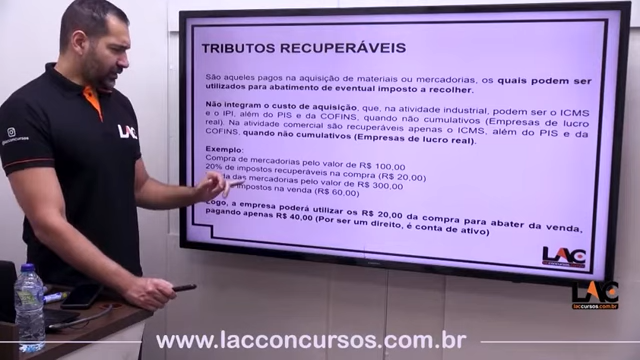 TRIBUTOS RECUPERÁVEIS
São aqueles pagos na aquisição de materiais ou mercadorias, os quais podem ser
utilizados para abatimento de eventual imposto a recolher.
Não integram o custo de aquisição, que, na atividade industrial, podem ser o ICMS
e o IPI, além do PIS e da COFINS, quando não cumulativos (Empresas de lucro
real). Na atividade comercial são recuperáveis apenas o ICMS, além do PIS e da
COFINS, quando não cumulativos (Empresas de lucro real).
Exemplo:
Compra de mercadorias pelo valor de R$ 100,00
20% de impostos recuperáveis na compra (R$ 20,00)
das mercadorias pelo valor de R$ 300,00
impostos na venda (R$ 60,00)
Logo, a empresa poderá utilizar os R$ 20,00 da compra para abater da venda,
pagando apenas R$ 40,00 (Por ser um direito, é conta de ativo)
LAC
LAC
LAC
laccursos.com.br
www.lacconcursos.com.br